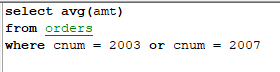 select avg(amt)
from orders
where cnum = 2003 or cnum = 2007